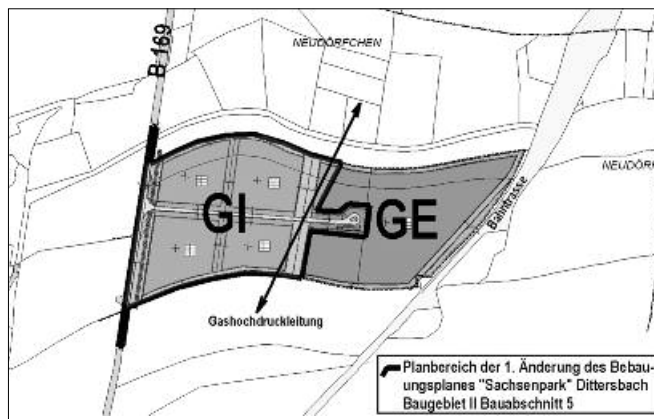 B 169
NEUDÖRFCHEN
NEUDÖRF
GI
GE
Bahntrasse
Gashochdruckleitung
Planbereich der 1. Änderung des Bebau-
ungsplanes "Sachsenpark" Dittersbach
Baugebiet II Bauabschnitt 5